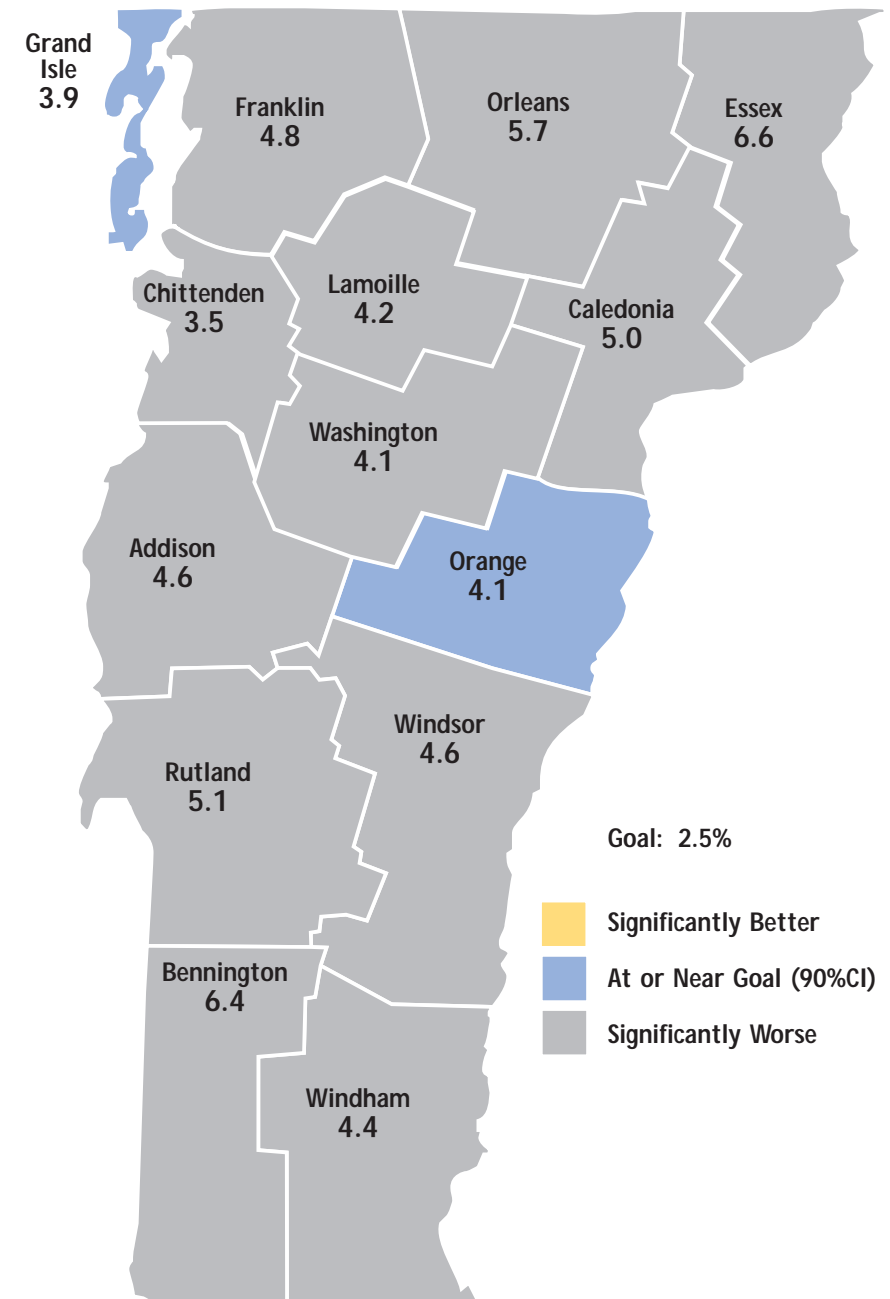 Grand
Isle
3.9
Franklin
4.8
Orleans
5.7
Essex
6.6
Chittenden
3.5
Lamoille
4.2
Caledonia
5.0
Washington
4.1
Addison
4.6
Orange
4.1
Windsor
4.6
Rutland
5.1
Goal: 2.5%
Significantly Better
At or Near Goal (90%CI)
Significantly Worse
Bennington
6.4
Windham
4.4